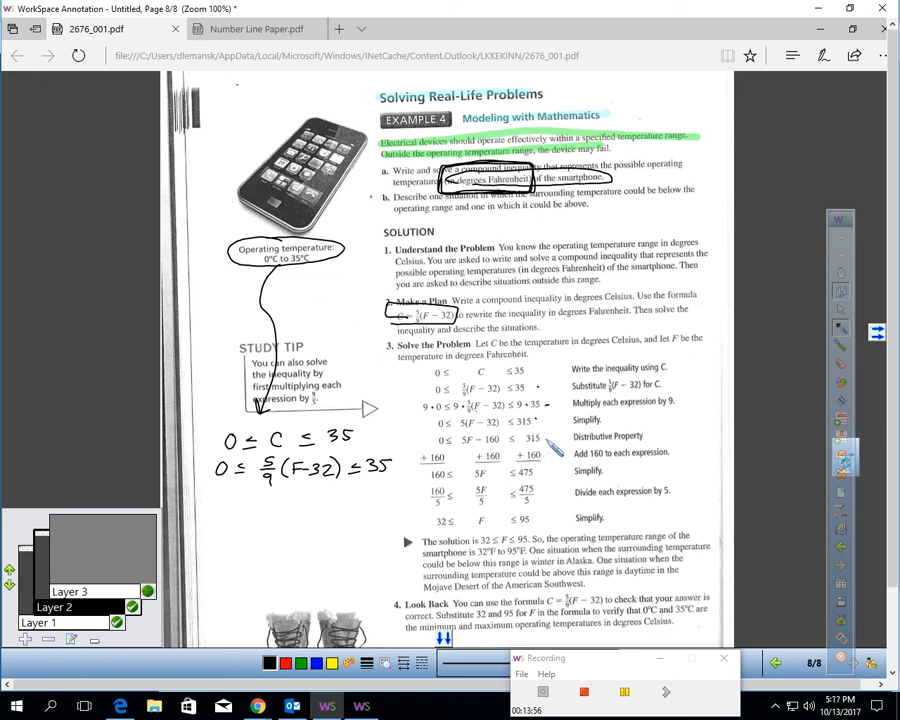 WorkSpace Annotation - Untitled, Page 8/8 (Zoom 100%) *
2676_001.pdf
Number Line Paper.pdf
file:///C:/Users/dlemansk/AppData/Local/Microsoft/Windows/INetCache/Content.Outlook/LKKEKINN/2676_001.pdf
Solving Real-Life Problems
EXAMPLE 4 Modeling with Mathematics
Electrical devices should operate effectively within a specified temperature range.
Outside the operating temperature range, the device may fail.
a. Write and solve a compound inequality that represents the possible operating
temperatures (in degrees Fahrenheit) of the smartphone.
b. Describe one situation in which the surrounding temperature could be below the
operating range and one in which it could be above.
Operating temperature:
0°C to 35°C
SOLUTION
1. Understand the Problem You know the operating temperature range in degrees
Celsius. You are asked to write and solve a compound inequality that represents the
possible operating temperatures (in degrees Fahrenheit) of the smartphone. Then
you are asked to describe situations outside this range.
2. Make a Plan Write a compound inequality in degrees Celsius. Use the formula
C = 5/9(F − 32) to rewrite the inequality in degrees Fahrenheit. Then solve the
inequality and describe the situations.
3. Solve the Problem Let C be the temperature in degrees Celsius, and let F be the
temperature in degrees Fahrenheit.
STUDY TIP
You can also solve
the inequality by
first multiplying each
expression by 9/5.
0 ≤ C ≤ 35 Write the inequality using C.
0 ≤ 5/9(F − 32) ≤ 35 Substitute 5/9(F − 32) for C.
9 • 0 ≤ 9 • 5/9(F − 32) ≤ 9 • 35 Multiply each expression by 9.
0 ≤ 5(F − 32) ≤ 315 Simplify.
0 ≤ 5F − 160 ≤ 315 Distributive Property
+ 160 + 160 + 160 Add 160 to each expression.
160 ≤ 5F ≤ 475 Simplify.
160/5 ≤ 5F/5 ≤ 475/5 Divide each expression by 5.
32 ≤ F ≤ 95 Simplify.
0 ≤ C ≤ 35
0 ≤ 5/9 (F-32) ≤ 35
The solution is 32 ≤ F ≤ 95. So, the operating temperature range of the
smartphone is 32°F to 95°F. One situation when the surrounding temperature
could be below this range is winter in Alaska. One situation when the
surrounding temperature could be above this range is daytime in the
Mojave Desert of the American Southwest.
4. Look Back You can use the formula C = 5/9(F − 32) to check that your answer is
correct. Substitute 32 and 95 for F in the formula to verify that 0°C and 35°C are
the minimum and maximum operating temperatures in degrees Celsius.
Layer 3
Layer 2
Layer 1
8/8
Recording
File Help
00:13:56
5:17 PM
10/13/2017